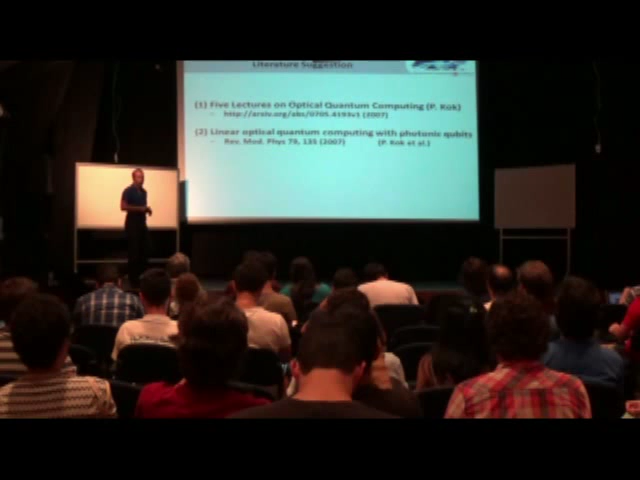 Literature Suggestion
(1) Five Lectures on Optical Quantum Computing (P. Kok)
– http://arxiv.org/abs/0705.4193v1 (2007)
(2) Linear optical quantum computing with photonic qubits
– Rev. Mod. Phys 79, 135 (2007) (P. Kok et al.)